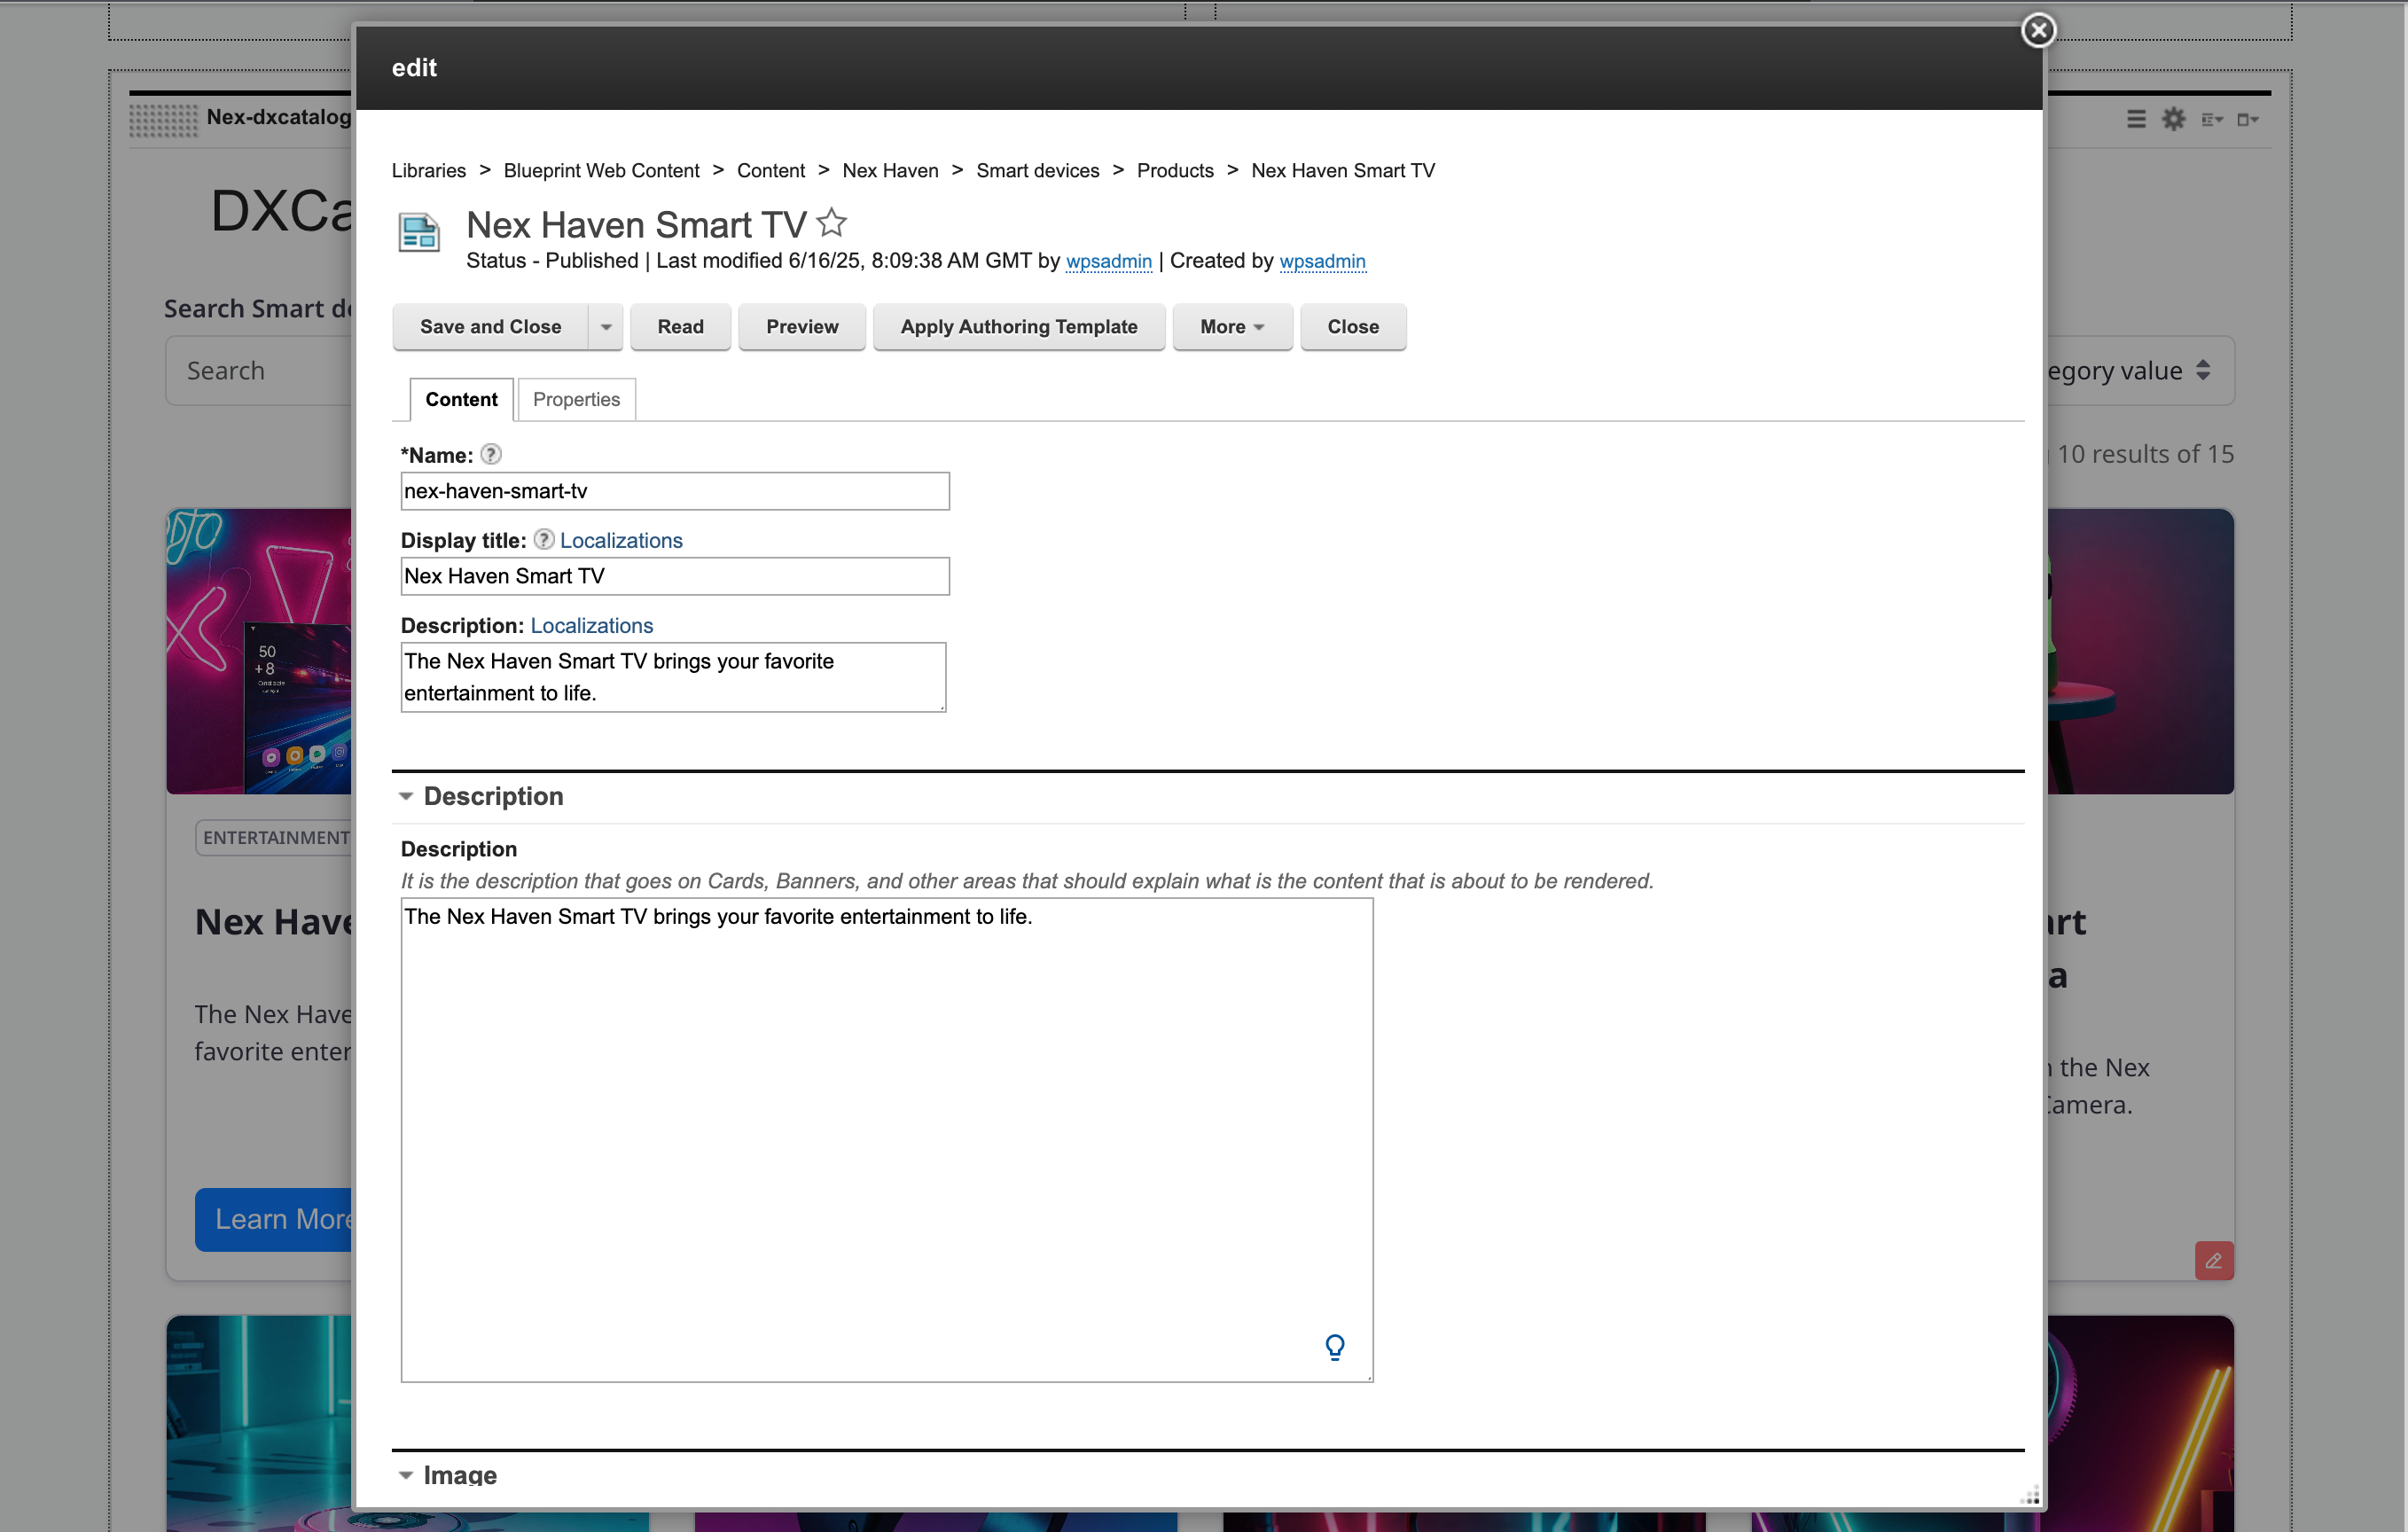 edit
Nex-dxcatalog
DXCa
Search Smart de
Search
egory value
10 results of 15
Libraries > Blueprint Web Content > Content > Nex Haven > Smart devices > Products > Nex Haven Smart TV
Nex Haven Smart TV
Status - Published | Last modified 6/16/25, 8:09:38 AM GMT by wpsadmin | Created by wpsadmin
Save and Close
Read
Preview
Apply Authoring Template
More
Close
Content
Properties
*Name:
nex-haven-smart-tv
Display title: Localizations
Nex Haven Smart TV
Description: Localizations
The Nex Haven Smart TV brings your favorite
entertainment to life.
Description
Description
It is the description that goes on Cards, Banners, and other areas that should explain what is the content that is about to be rendered.
The Nex Haven Smart TV brings your favorite entertainment to life.
Image
50
+8
ENTERTAINMENT
Nex Have
The Nex Have
favorite enter
Learn More
art
a
the Nex
Camera.